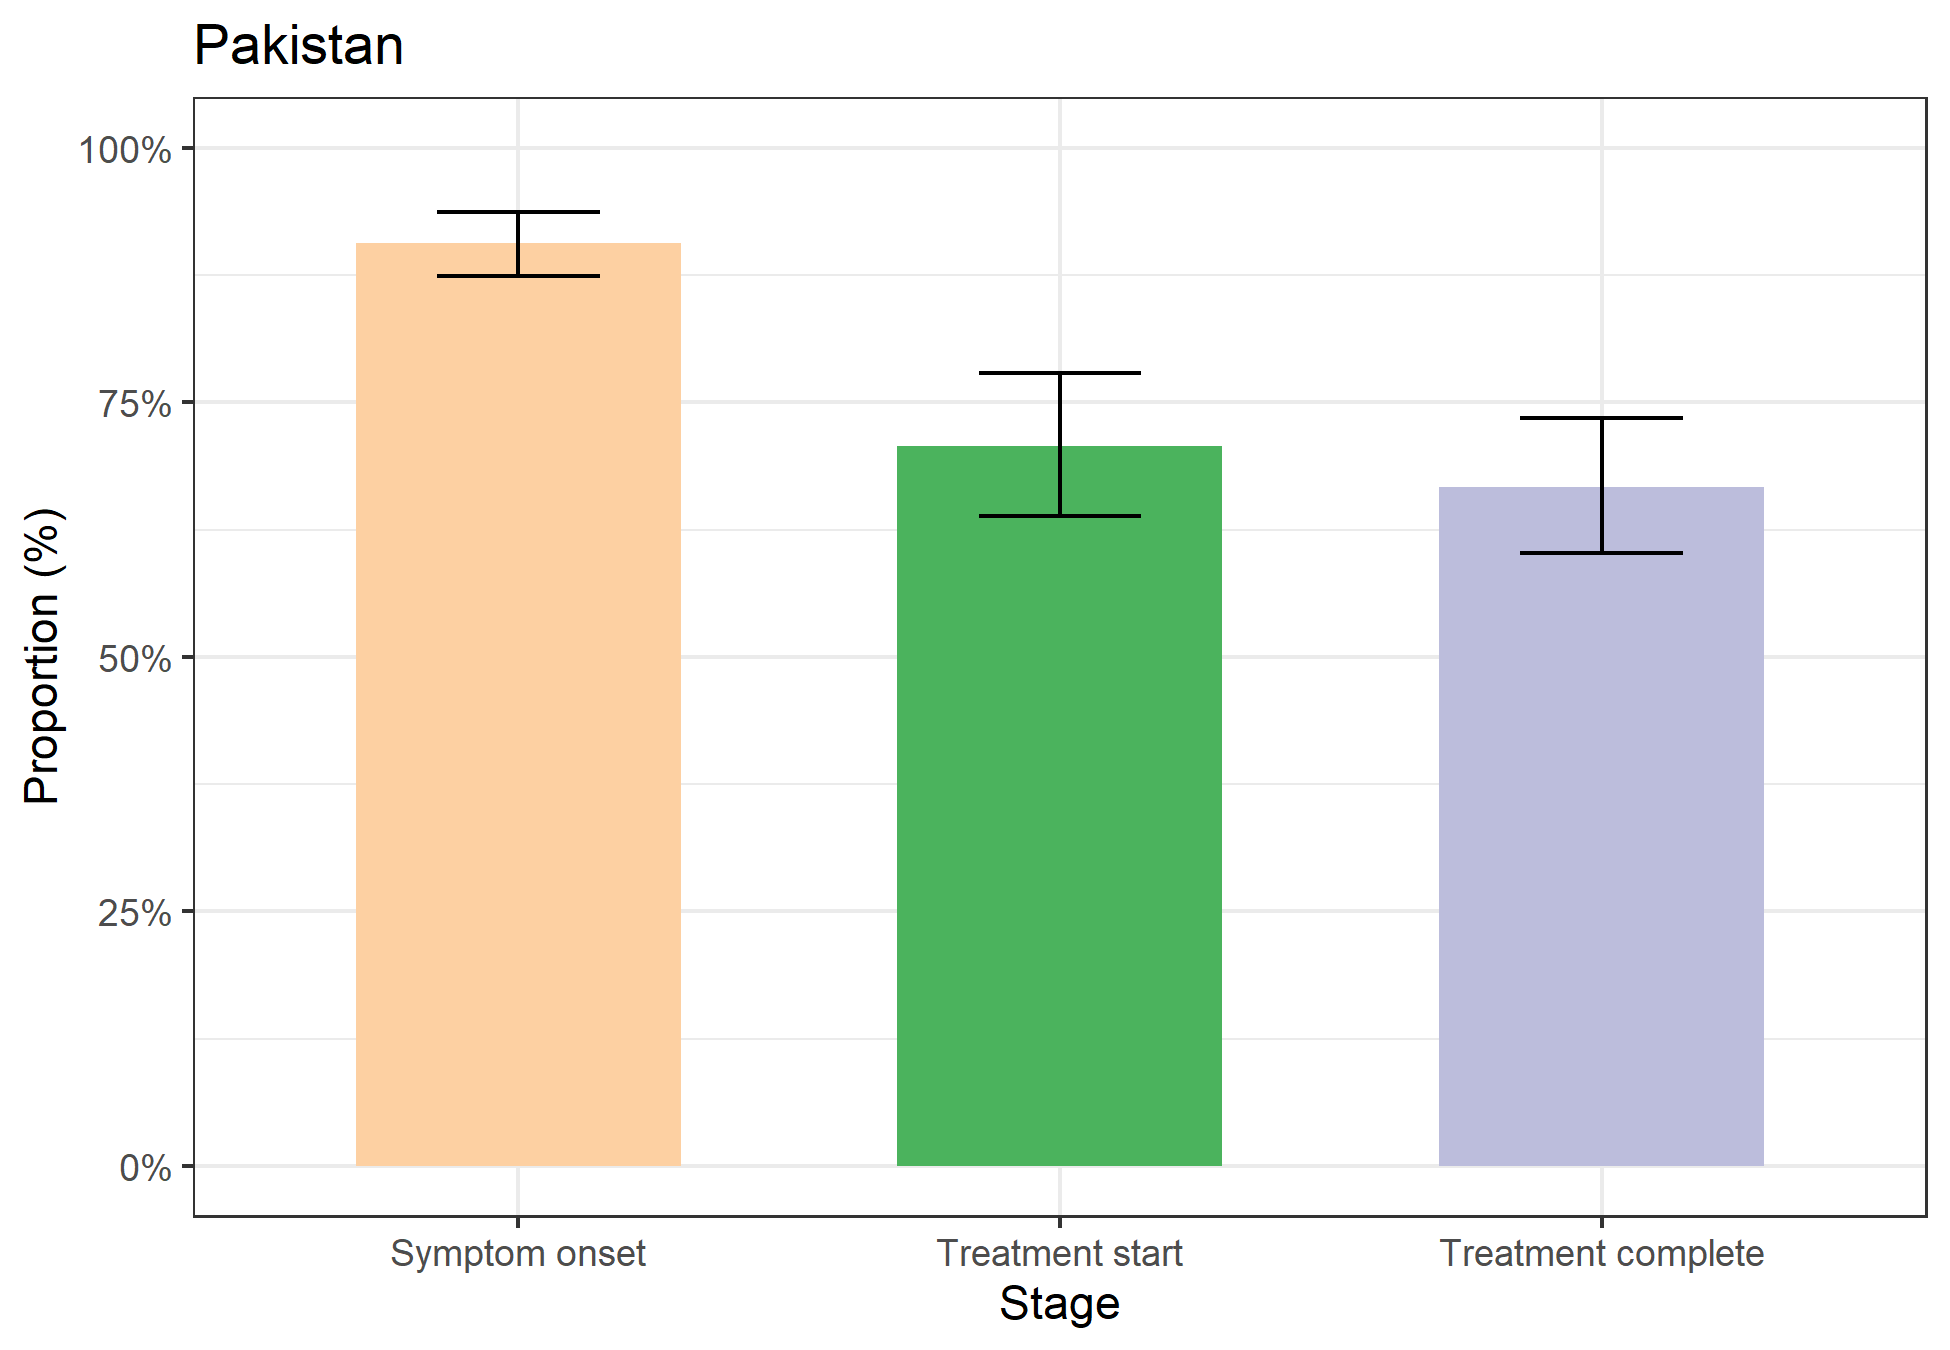 Pakistan
100%
75%
50%
25%
0%
Proportion (%)
Symptom onset
Treatment start
Treatment complete
Stage